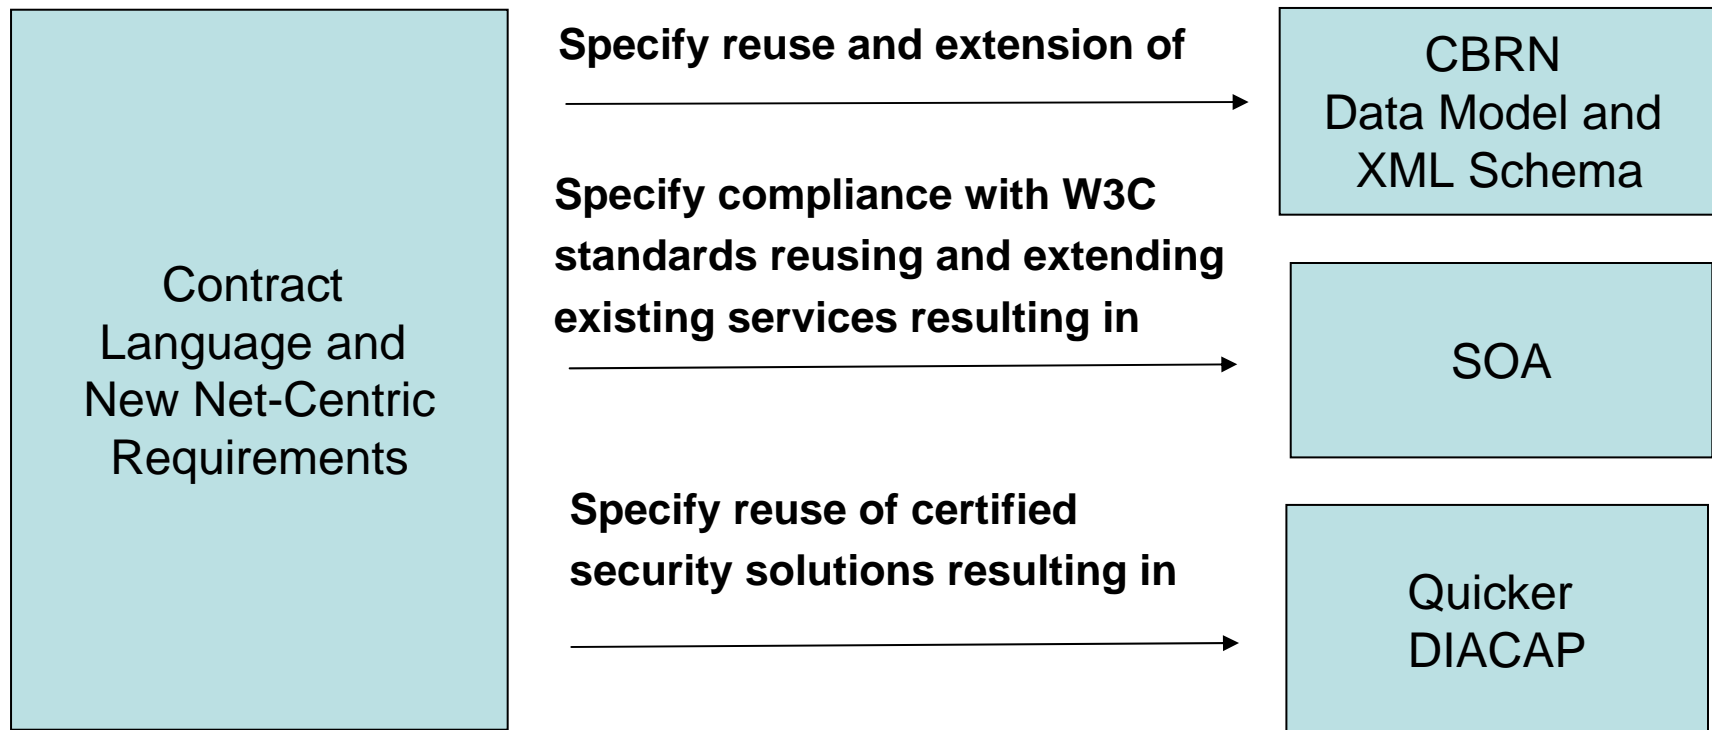 Contract
Language and
New Net-Centric
Requirements
Specify reuse and extension of
CBRN
Data Model and
XML Schema
Specify compliance with W3C
standards reusing and extending
existing services resulting in
SOA
Specify reuse of certified
security solutions resulting in
Quicker
DIACAP